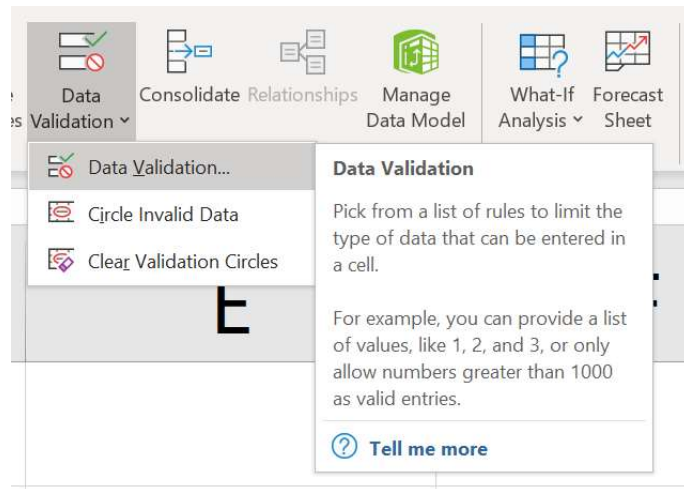 Data
Validation
Consolidate
Relationships
Manage
Data Model
What-If
Analysis
Forecast
Sheet
Data Validation...
Circle Invalid Data
Clear Validation Circles
E
Data Validation
Pick from a list of rules to limit the
type of data that can be entered in
a cell.
For example, you can provide a list
of values, like 1, 2, and 3, or only
allow numbers greater than 1000
as valid entries.
Tell me more